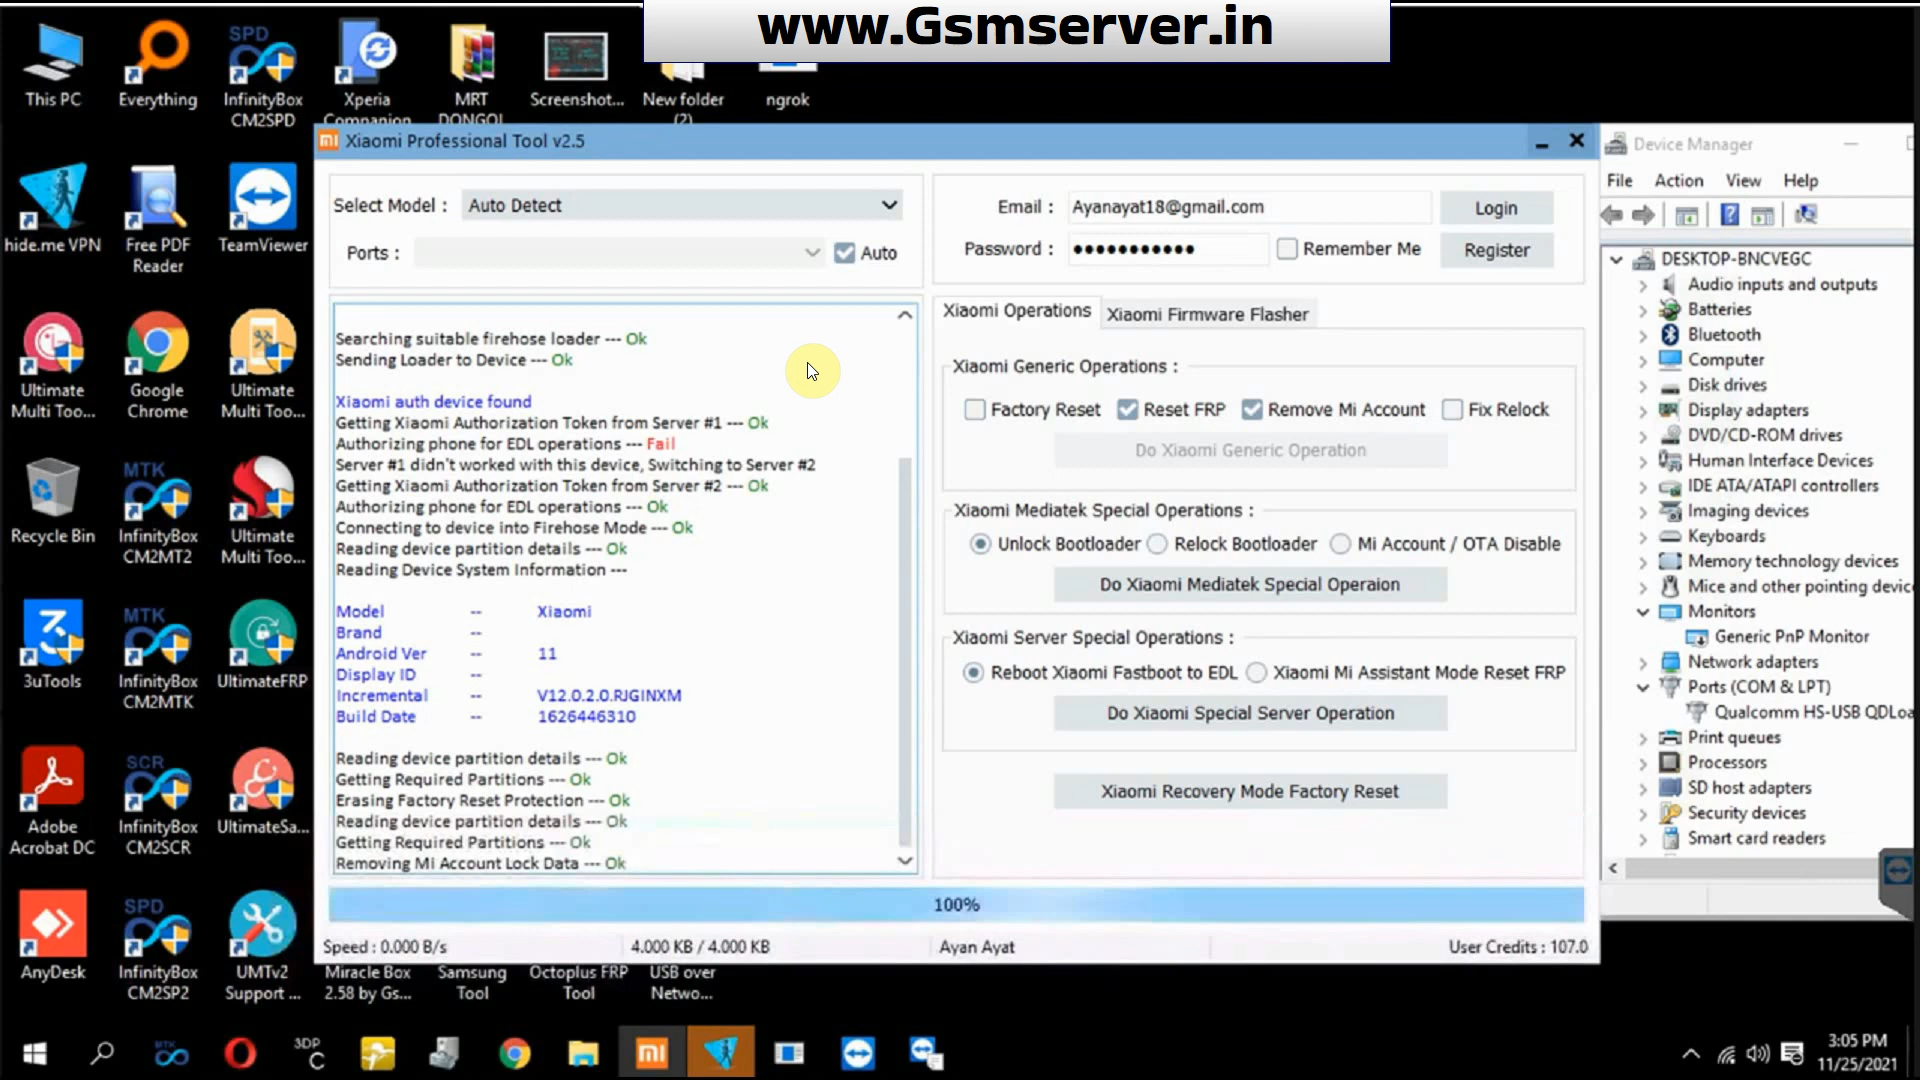 www.Gsmserver.in
This PC
Everything
SPD
InfinityBox
CM2SPD
Xperia
Companion
MRT
DONGOL
Screenshot...
New folder
(2)
ngrok
hide.me VPN
Free PDF
Reader
TeamViewer
Ultimate
Multi Too...
Google
Chrome
Ultimate
Multi Too...
Recycle Bin
MTK
InfinityBox
CM2MT2
Ultimate
Multi Too...
3uTools
MTK
InfinityBox
CM2MTK
UltimateFRP
Adobe
Acrobat DC
SCR
InfinityBox
CM2SCR
UltimateSa...
AnyDesk
SPD
InfinityBox
CM2SP2
UMTv2
Support ...
Miracle Box
2.58 by Gs...
Samsung
Tool
Octoplus FRP
Tool
USB over
Netwo...
mi Xiaomi Professional Tool v2.5
Select Model : Auto Detect
Ports : Auto
Email : Ayanayat18@gmail.com Login
Password : ●●●●●●●●●●● Remember Me Register
Searching suitable firehose loader --- Ok
Sending Loader to Device --- Ok
Xiaomi auth device found
Getting Xiaomi Authorization Token from Server #1 --- Ok
Authorizing phone for EDL operations --- Fail
Server #1 didn't worked with this device, Switching to Server #2
Getting Xiaomi Authorization Token from Server #2 --- Ok
Authorizing phone for EDL operations --- Ok
Connecting to device into Firehose Mode --- Ok
Reading device partition details --- Ok
Reading Device System Information ---
Model -- Xiaomi
Brand --
Android Ver -- 11
Display ID --
Incremental -- V12.0.2.0.RJGINXM
Build Date -- 1626446310
Reading device partition details --- Ok
Getting Required Partitions --- Ok
Erasing Factory Reset Protection --- Ok
Reading device partition details --- Ok
Getting Required Partitions --- Ok
Removing Mi Account Lock Data --- Ok
Xiaomi Operations Xiaomi Firmware Flasher
Xiaomi Generic Operations :
Factory Reset Reset FRP Remove Mi Account Fix Relock
Do Xiaomi Generic Operation
Xiaomi Mediatek Special Operations :
Unlock Bootloader Relock Bootloader Mi Account / OTA Disable
Do Xiaomi Mediatek Special Operaion
Xiaomi Server Special Operations :
Reboot Xiaomi Fastboot to EDL Xiaomi Mi Assistant Mode Reset FRP
Do Xiaomi Special Server Operation
Xiaomi Recovery Mode Factory Reset
100%
Speed : 0.000 B/s 4.000 KB / 4.000 KB Ayan Ayat User Credits : 107.0
Device Manager
File Action View Help
DESKTOP-BNCVEGC
Audio inputs and outputs
Batteries
Bluetooth
Computer
Disk drives
Display adapters
DVD/CD-ROM drives
Human Interface Devices
IDE ATA/ATAPI controllers
Imaging devices
Keyboards
Memory technology devices
Mice and other pointing devic
Monitors
Generic PnP Monitor
Network adapters
Ports (COM & LPT)
Qualcomm HS-USB QDLoa
Print queues
Processors
SD host adapters
Security devices
Smart card readers
MTK
3DP
C
mi
3:05 PM
11/25/2021